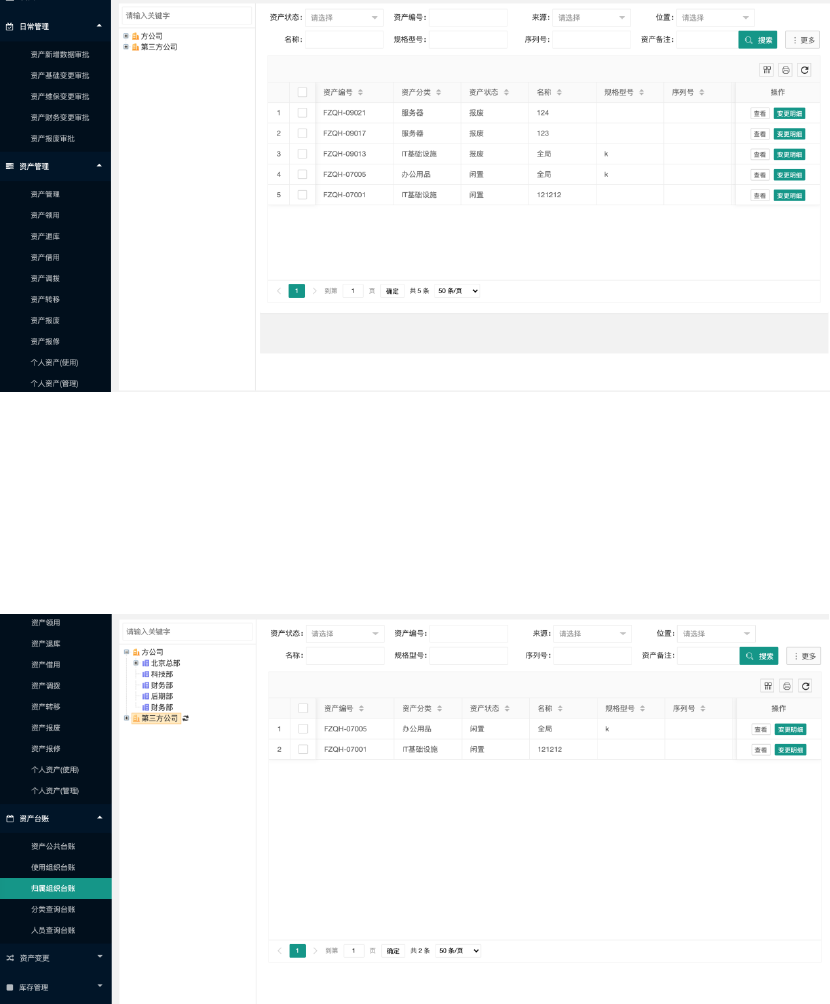 请输入关键字
方公司
第三方公司
日常管理
资产新增数据审批
资产基础变更审批
资产维保变更审批
资产财务变更审批
资产报废审批
资产管理
资产管理
资产领用
资产退库
资产借用
资产调拨
资产转移
资产报废
资产报修
个人资产(使用)
个人资产(管理)
资产状态: 请选择 资产编号: 来源: 请选择 位置: 请选择
名称: 规格型号: 序列号: 资产备注: 搜索 更多
资产编号 资产分类 资产状态 名称 规格型号 序列号 操作
1 FZQH-09021 服务器 报废 124 查看 变更明细
2 FZQH-09017 服务器 报废 123 查看 变更明细
3 FZQH-09013 IT基础设施 报废 全局 k 查看 变更明细
4 FZQH-07005 办公用品 闲置 全局 k 查看 变更明细
5 FZQH-07001 IT基础设施 闲置 121212 查看 变更明细
1 到第 1 页 确定 共 5 条 50 条/页
资产领用
资产退库
资产借用
资产调拨
资产转移
资产报废
资产报修
个人资产(使用)
个人资产(管理)
资产台账
资产公共台账
使用组织台账
归属组织台账
分类查询台账
人员查询台账
资产变更
库存管理
请输入关键字
方公司
北京总部
科技部
财务部
后期部
财务部
第三方公司
资产状态: 请选择 资产编号: 来源: 请选择 位置: 请选择
名称: 规格型号: 序列号: 资产备注: 搜索 更多
资产编号 资产分类 资产状态 名称 规格型号 序列号 操作
1 FZQH-07005 办公用品 闲置 全局 k 查看 变更明细
2 FZQH-07001 IT基础设施 闲置 121212 查看 变更明细
1 到第 1 页 确定 共 2 条 50 条/页